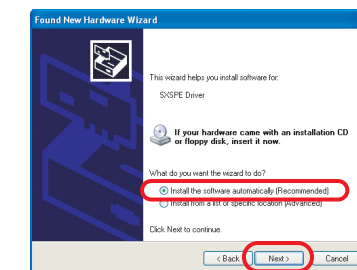 Found New Hardware Wizard
This wizard helps you install software for:
SXSPE Driver
If your hardware came with an installation CD
or floppy disk, insert it now.
What do you want the wizard to do?
Install the software automatically (Recommended)
Install from a list or specific location (Advanced)
Click Next to continue.
< Back
Next >
Cancel